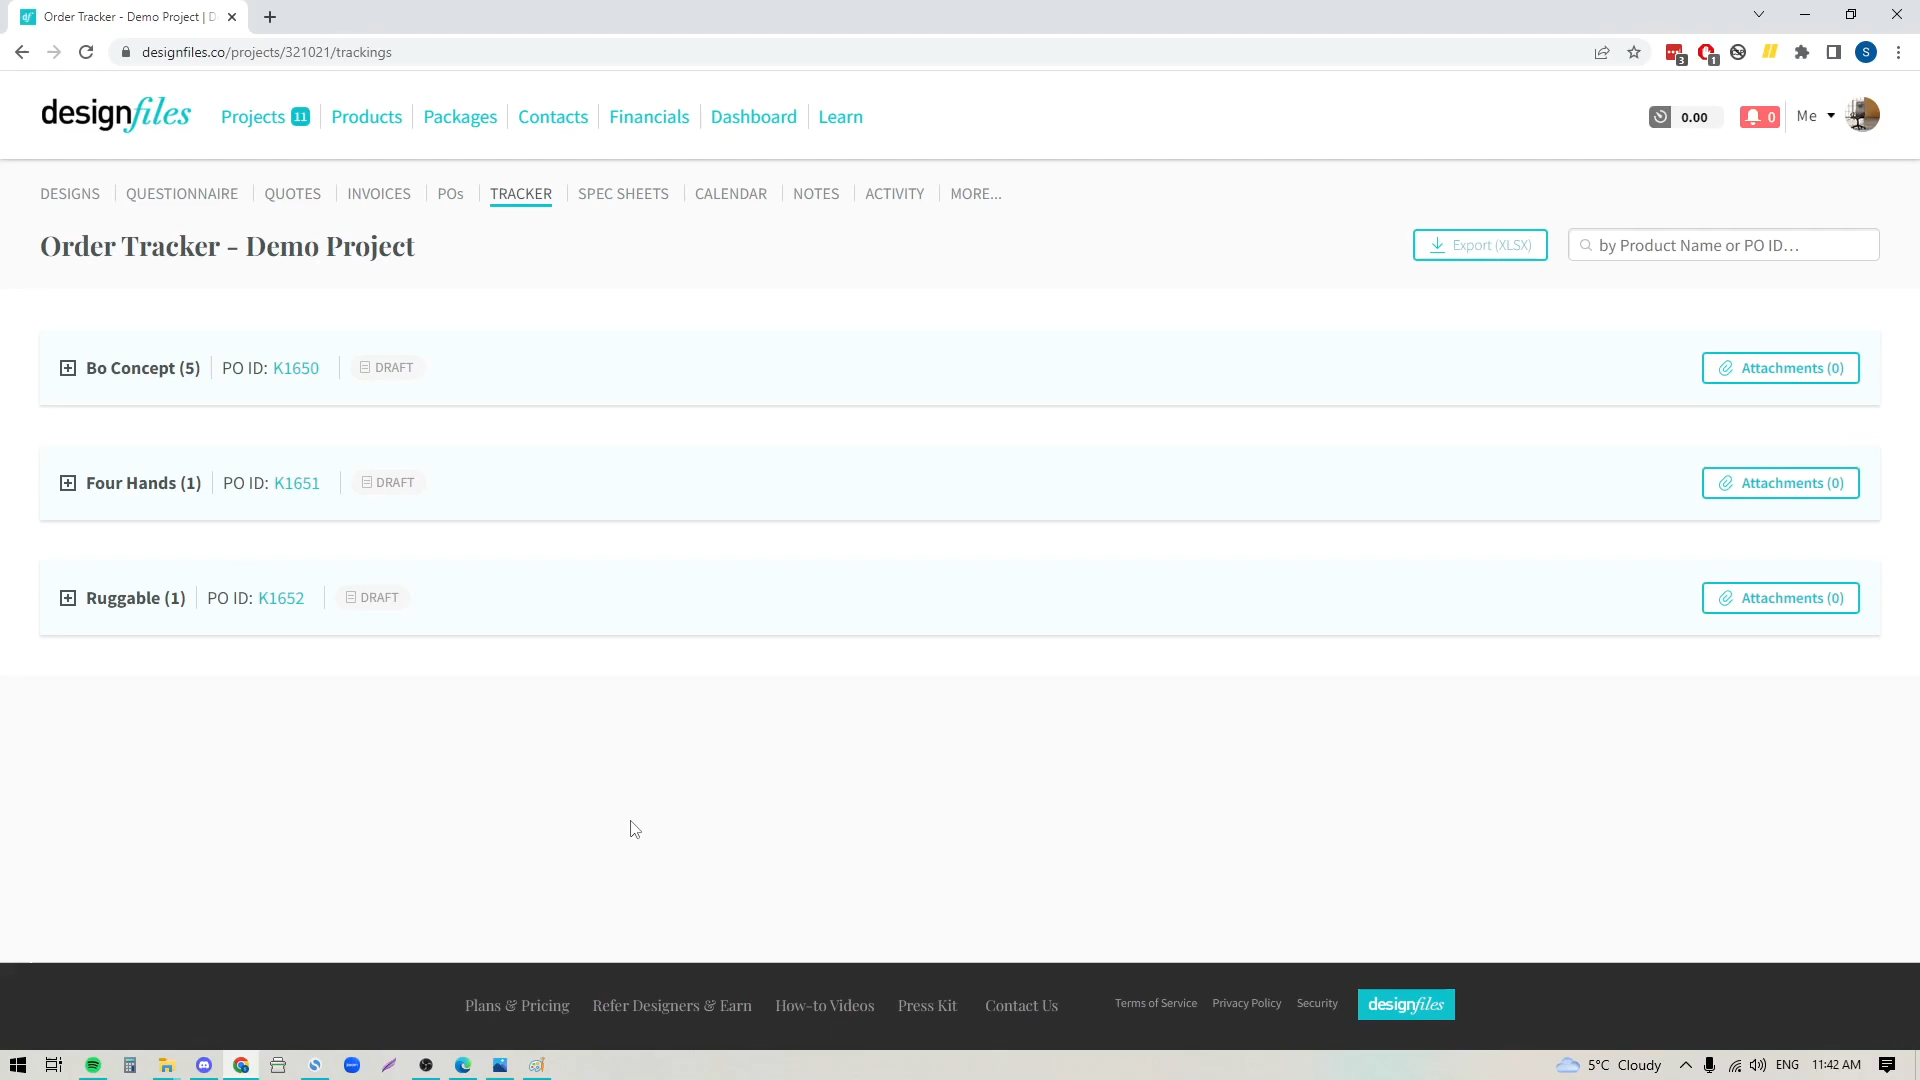 Order Tracker - Demo Project | D
designfiles.co/projects/321021/trackings
3
1
S
designfiles
Projects 11
Products
Packages
Contacts
Financials
Dashboard
Learn
0.00
0
Me
DESIGNS
QUESTIONNAIRE
QUOTES
INVOICES
POs
TRACKER
SPEC SHEETS
CALENDAR
NOTES
ACTIVITY
MORE...
Order Tracker - Demo Project
Export (XLSX)
by Product Name or PO ID...
Bo Concept (5) PO ID: K1650 DRAFT
Attachments (0)
Four Hands (1) PO ID: K1651 DRAFT
Attachments (0)
Ruggable (1) PO ID: K1652 DRAFT
Attachments (0)
Plans & Pricing
Refer Designers & Earn
How-to Videos
Press Kit
Contact Us
Terms of Service
Privacy Policy
Security
designfiles
5°C Cloudy
ENG
11:42 AM